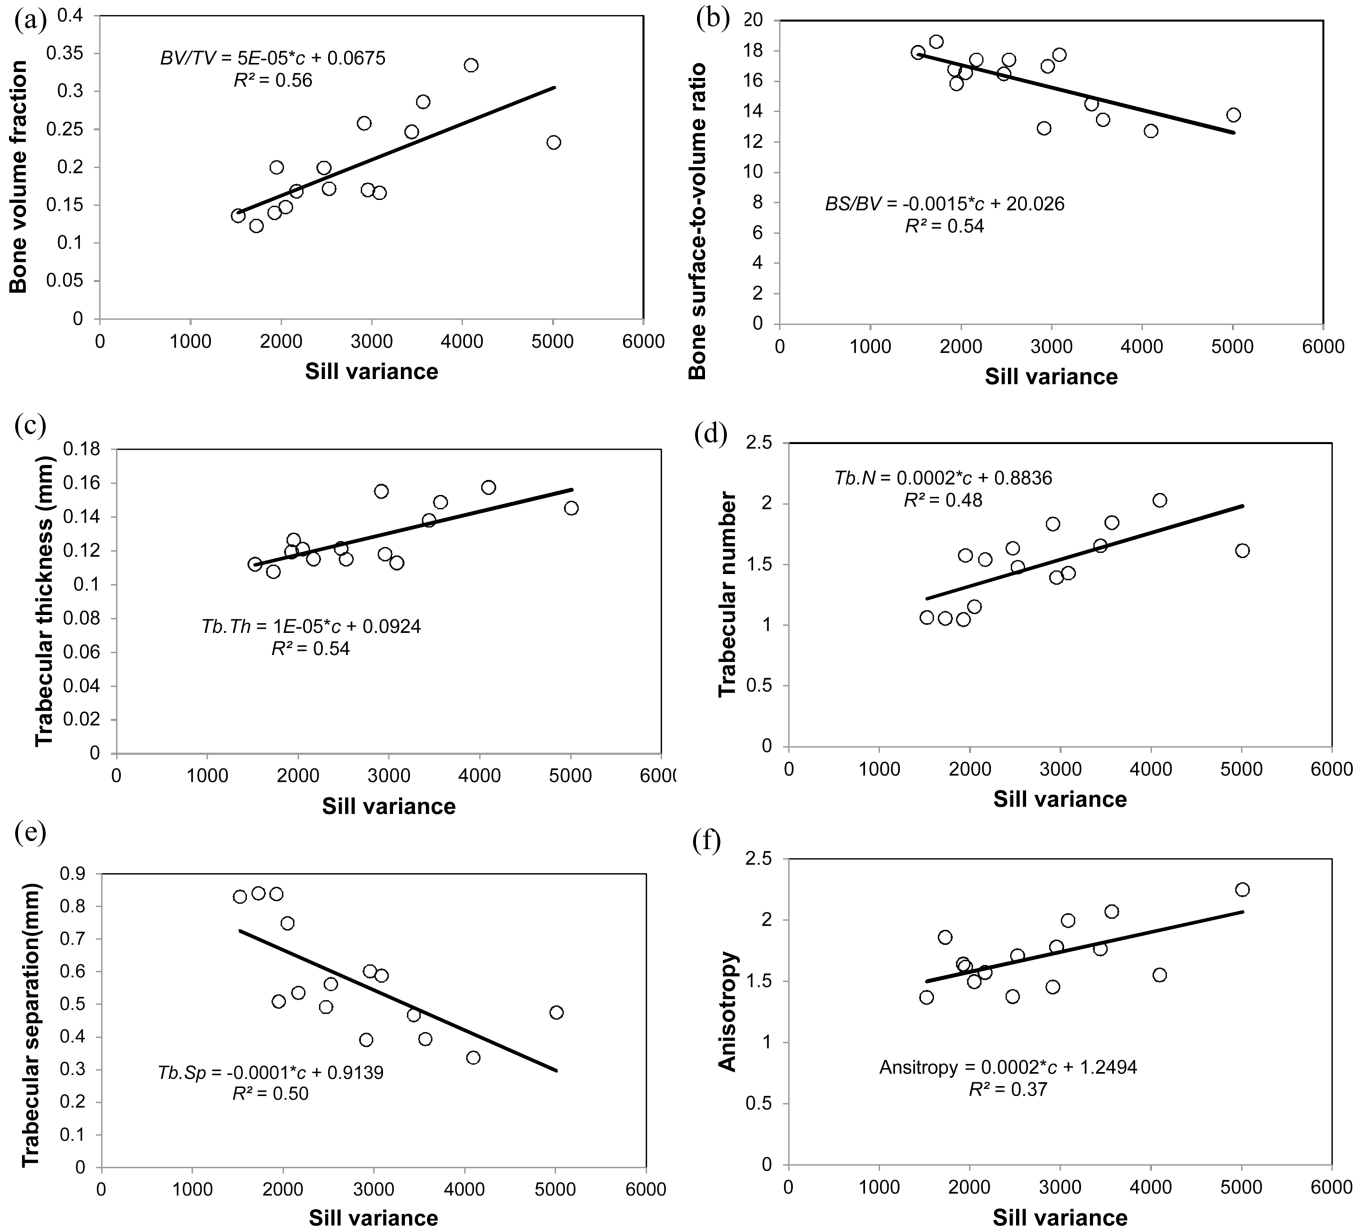 (a)
0.4
0.35
0.3
0.25
0.2
0.15
0.1
0.05
0
BV/TV = 5E-05*c + 0.0675
R² = 0.56
Bone volume fraction
0 1000 2000 3000 4000 5000 6000
Sill variance
(b)
20
18
16
14
12
10
8
6
4
2
0
BS/BV = -0.0015*c + 20.026
R² = 0.54
Bone surface-to-volume ratio
0 1000 2000 3000 4000 5000 6000
Sill variance
(c)
0.18
0.16
0.14
0.12
0.1
0.08
0.06
0.04
0.02
0
Tb.Th = 1E-05*c + 0.0924
R² = 0.54
Trabecular thickness (mm)
0 1000 2000 3000 4000 5000 600
Sill variance
(d)
2.5
2
1.5
1
0.5
0
Tb.N = 0.0002*c + 0.8836
R² = 0.48
Trabecular number
0 1000 2000 3000 4000 5000 6000
Sill variance
(e)
0.9
0.8
0.7
0.6
0.5
0.4
0.3
0.2
0.1
0
Tb.Sp = -0.0001*c + 0.9139
R² = 0.50
Trabecular separation(mm)
0 1000 2000 3000 4000 5000 6000
Sill variance
(f)
2.5
2
1.5
1
0.5
0
Ansitropy = 0.0002*c + 1.2494
R² = 0.37
Anisotropy
0 1000 2000 3000 4000 5000 6000
Sill variance